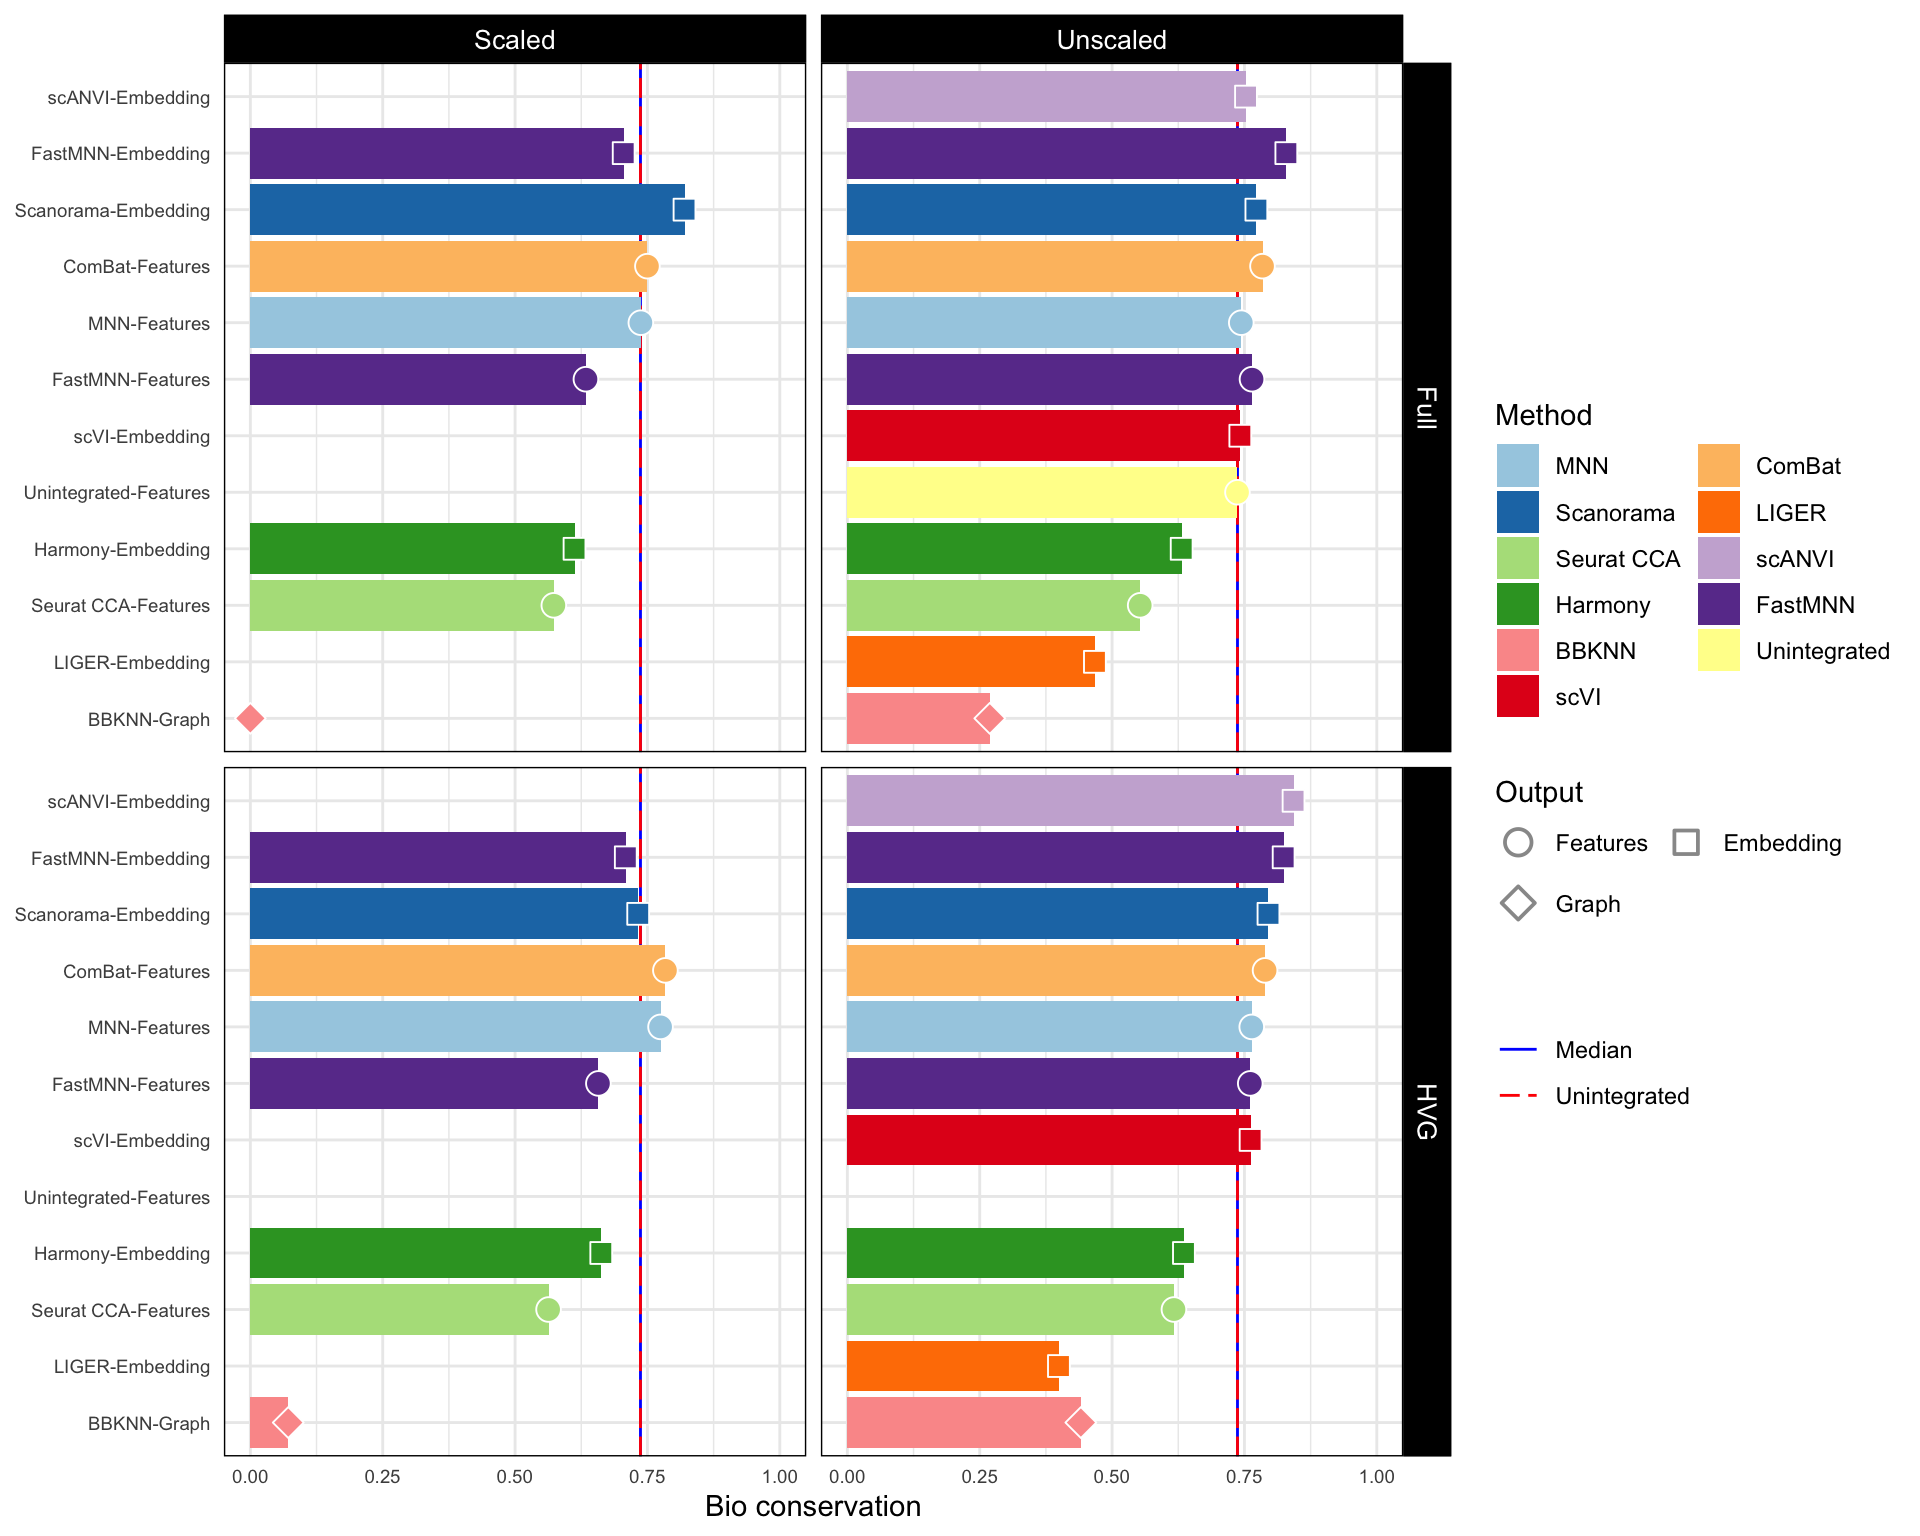 Scaled
Unscaled
scANVI-Embedding
FastMNN-Embedding
Scanorama-Embedding
ComBat-Features
MNN-Features
FastMNN-Features
scVI-Embedding
Unintegrated-Features
Harmony-Embedding
Seurat CCA-Features
LIGER-Embedding
BBKNN-Graph
Full
scANVI-Embedding
FastMNN-Embedding
Scanorama-Embedding
ComBat-Features
MNN-Features
FastMNN-Features
scVI-Embedding
Unintegrated-Features
Harmony-Embedding
Seurat CCA-Features
LIGER-Embedding
BBKNN-Graph
HVG
0.00 0.25 0.50 0.75 1.00
0.00 0.25 0.50 0.75 1.00
Bio conservation
Method
MNN
Scanorama
Seurat CCA
Harmony
BBKNN
scVI
ComBat
LIGER
scANVI
FastMNN
Unintegrated
Output
Features
Embedding
Graph
Median
Unintegrated